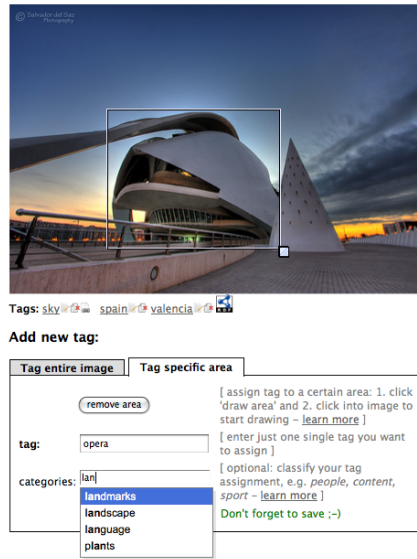 © Salvador del Saz
Photography
Tags: sky spain valencia
RDF
Add new tag:
Tag entire image Tag specific area
remove area
[ assign tag to a certain area: 1. click
'draw area' and 2. click into image to
start drawing – learn more ]
tag: opera
[ enter just one single tag you want
to assign ]
categories: lan
[ optional: classify your tag
assignment, e.g. people, content,
sport – learn more ]
landmarks
landscape
language
plants
Don't forget to save ;-)